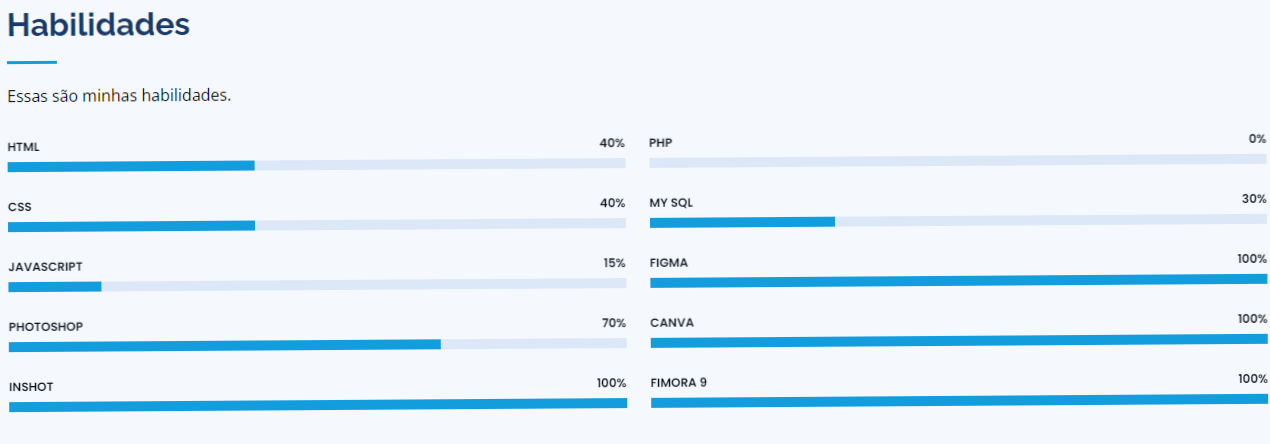 Habilidades
Essas são minhas habilidades.
HTML 40%
CSS 40%
JAVASCRIPT 15%
PHOTOSHOP 70%
INSHOT 100%
PHP 0%
MY SQL 30%
FIGMA 100%
CANVA 100%
FIMORA 9 100%